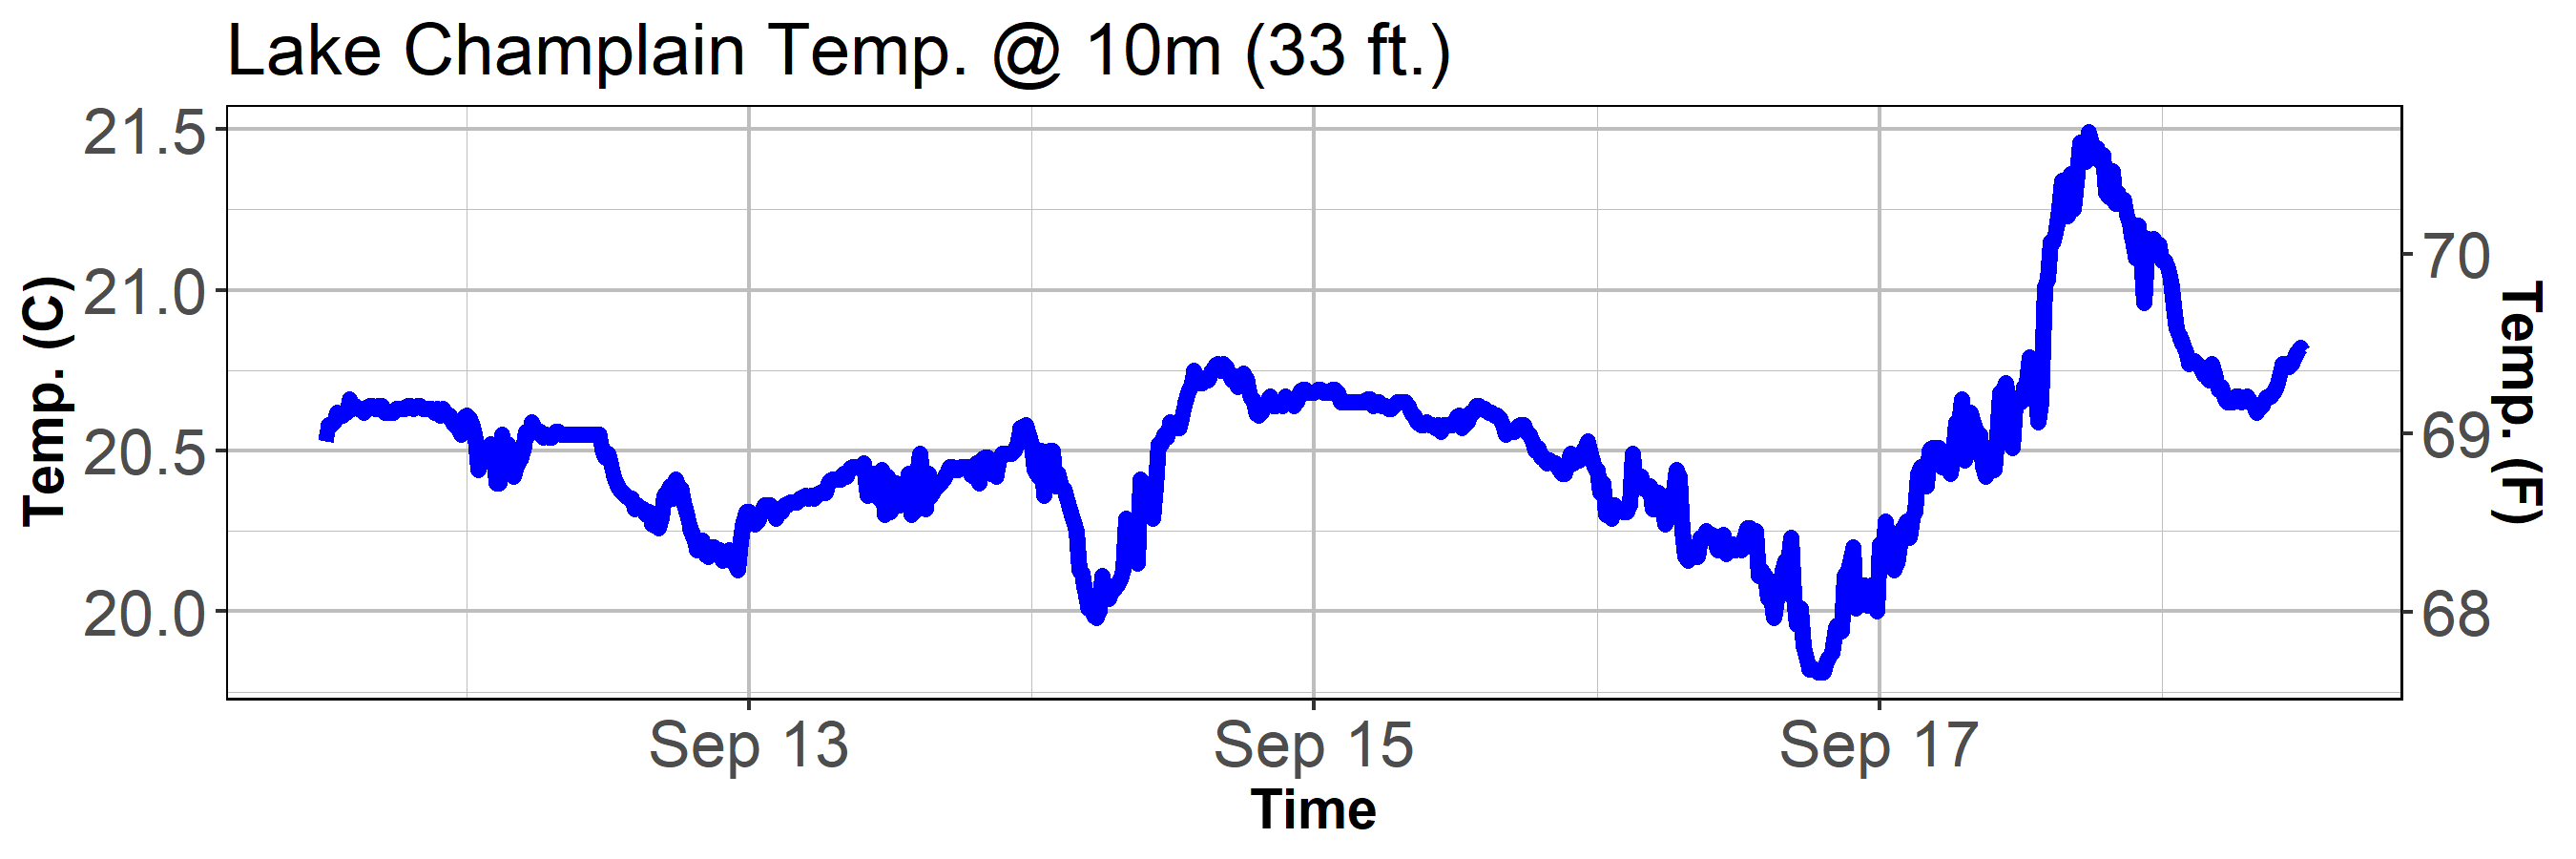 Lake Champlain Temp. @ 10m (33 ft.)
21.5
21.0
20.5
20.0
Temp. (C)
70
69
68
Temp. (F)
Sep 13
Sep 15
Sep 17
Time